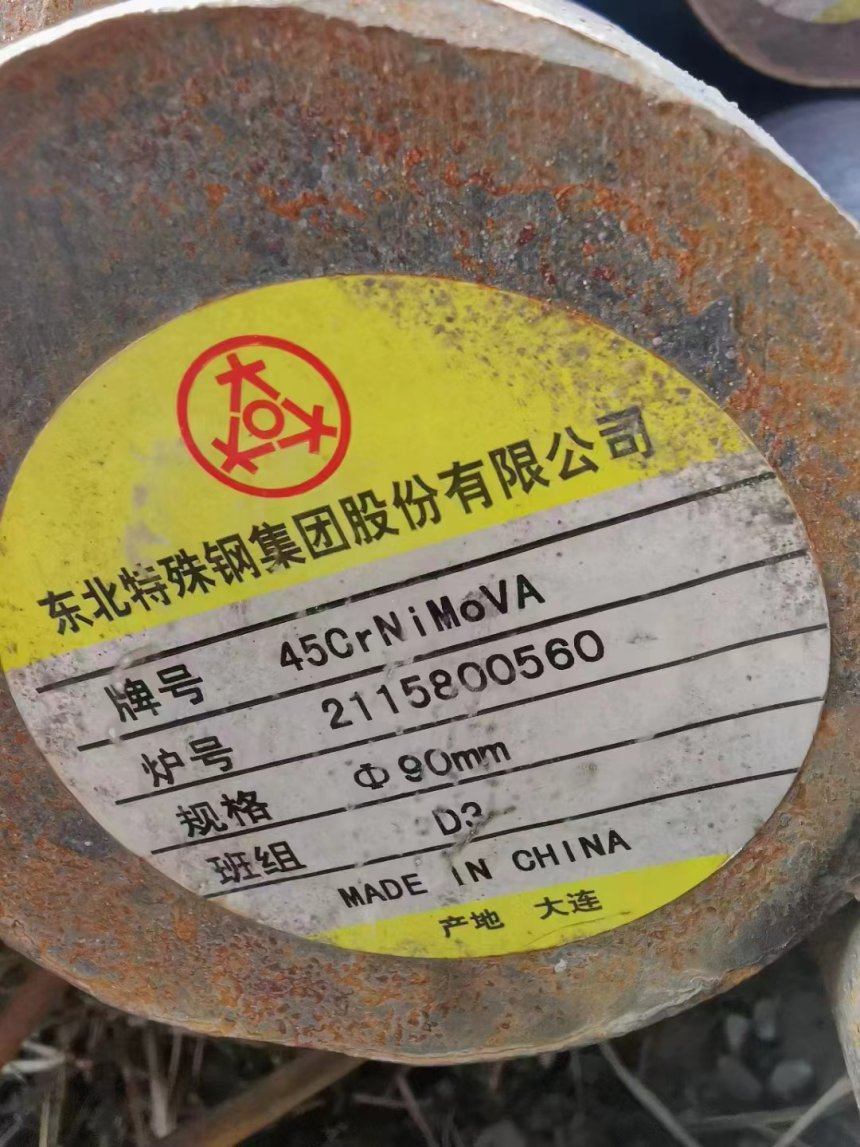 东北特殊钢集团股份有限公司
牌号 45CrNiMoVA
炉号 2115800560
规格 Φ90mm
班组 D3
MADE IN CHINA
产地 大连